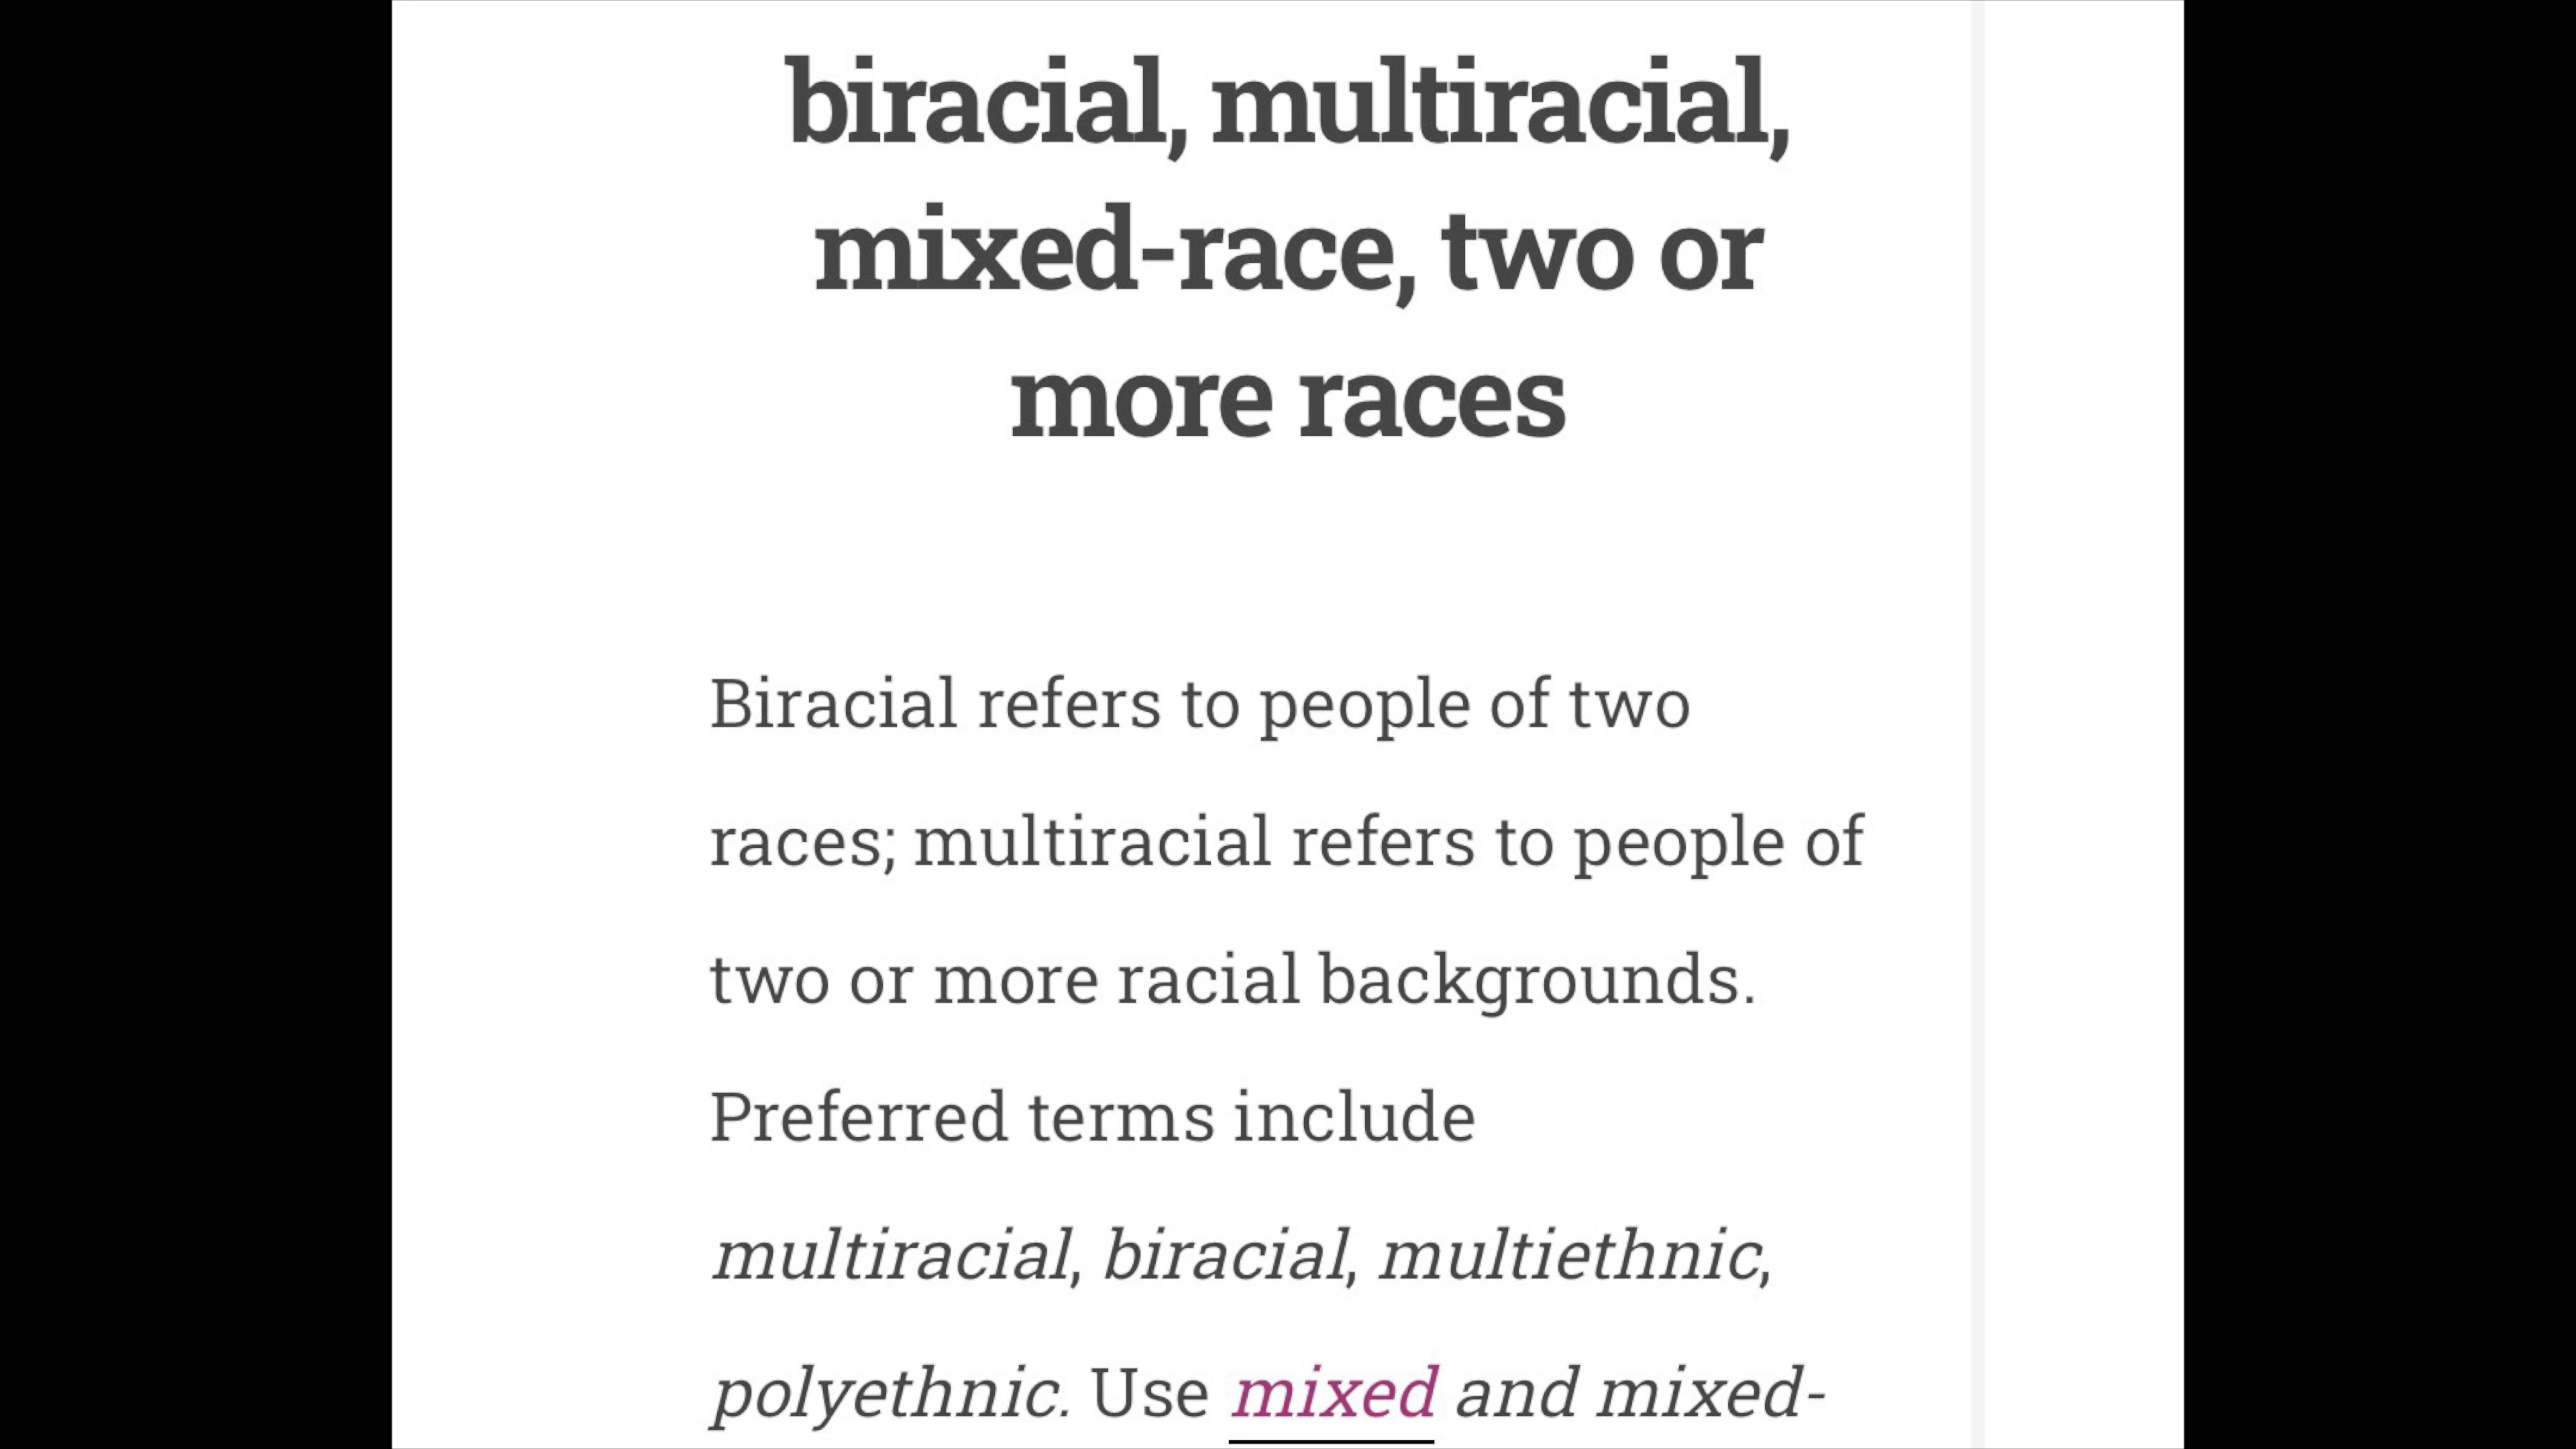 biracial, multiracial,
mixed-race, two or
more races
Biracial refers to people of two
races; multiracial refers to people of
two or more racial backgrounds.
Preferred terms include
multiracial, biracial, multiethnic,
polyethnic. Use mixed and mixed-